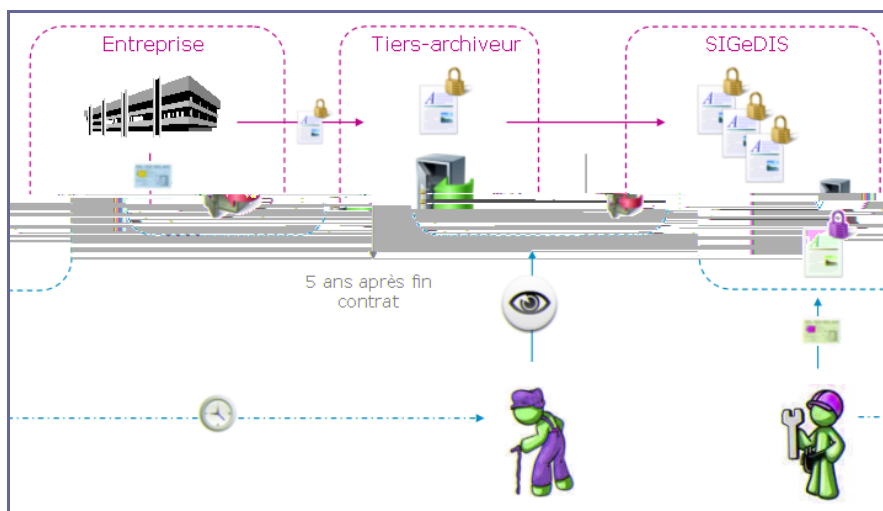 Entreprise
Tiers-archiveur
SIGeDIS
5 ans après fin
contrat